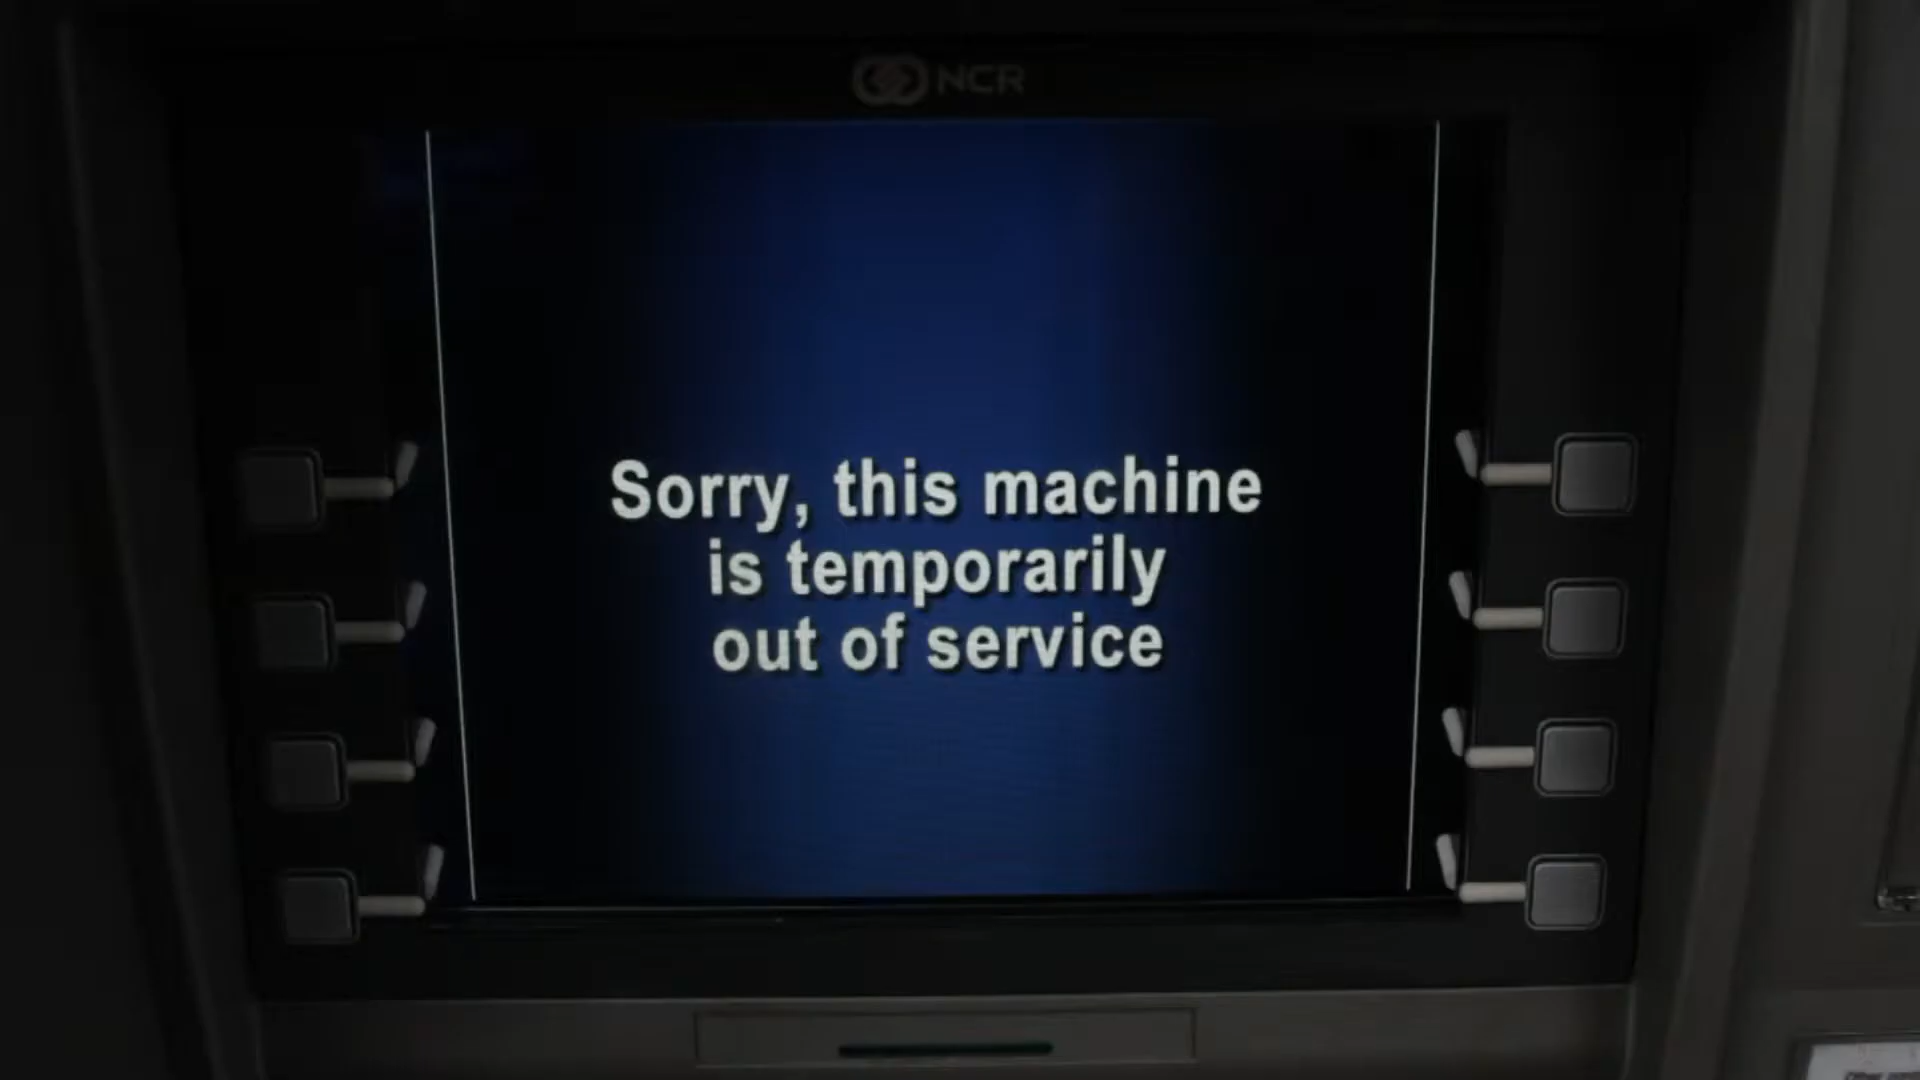 NCR
Sorry, this machine
is temporarily
out of service